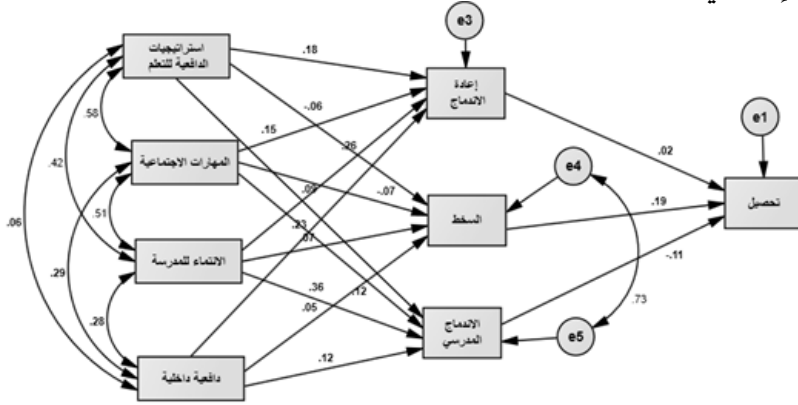 e3
استراتيجيات
الدافعية للتعلم
.18
إعادة
الاندماج
-.06
.58
.15
.26
e1
المهارات الاجتماعية
e4
.02
.42
.09
-.07
تحصيل
.51
السخط
.19
.06
.23
.07
الانتماء للمدرسة
.29
.36
.12
-.11
.28
.05
الاندماج
المدرسي
.73
e5
.12
دافعية داخلية